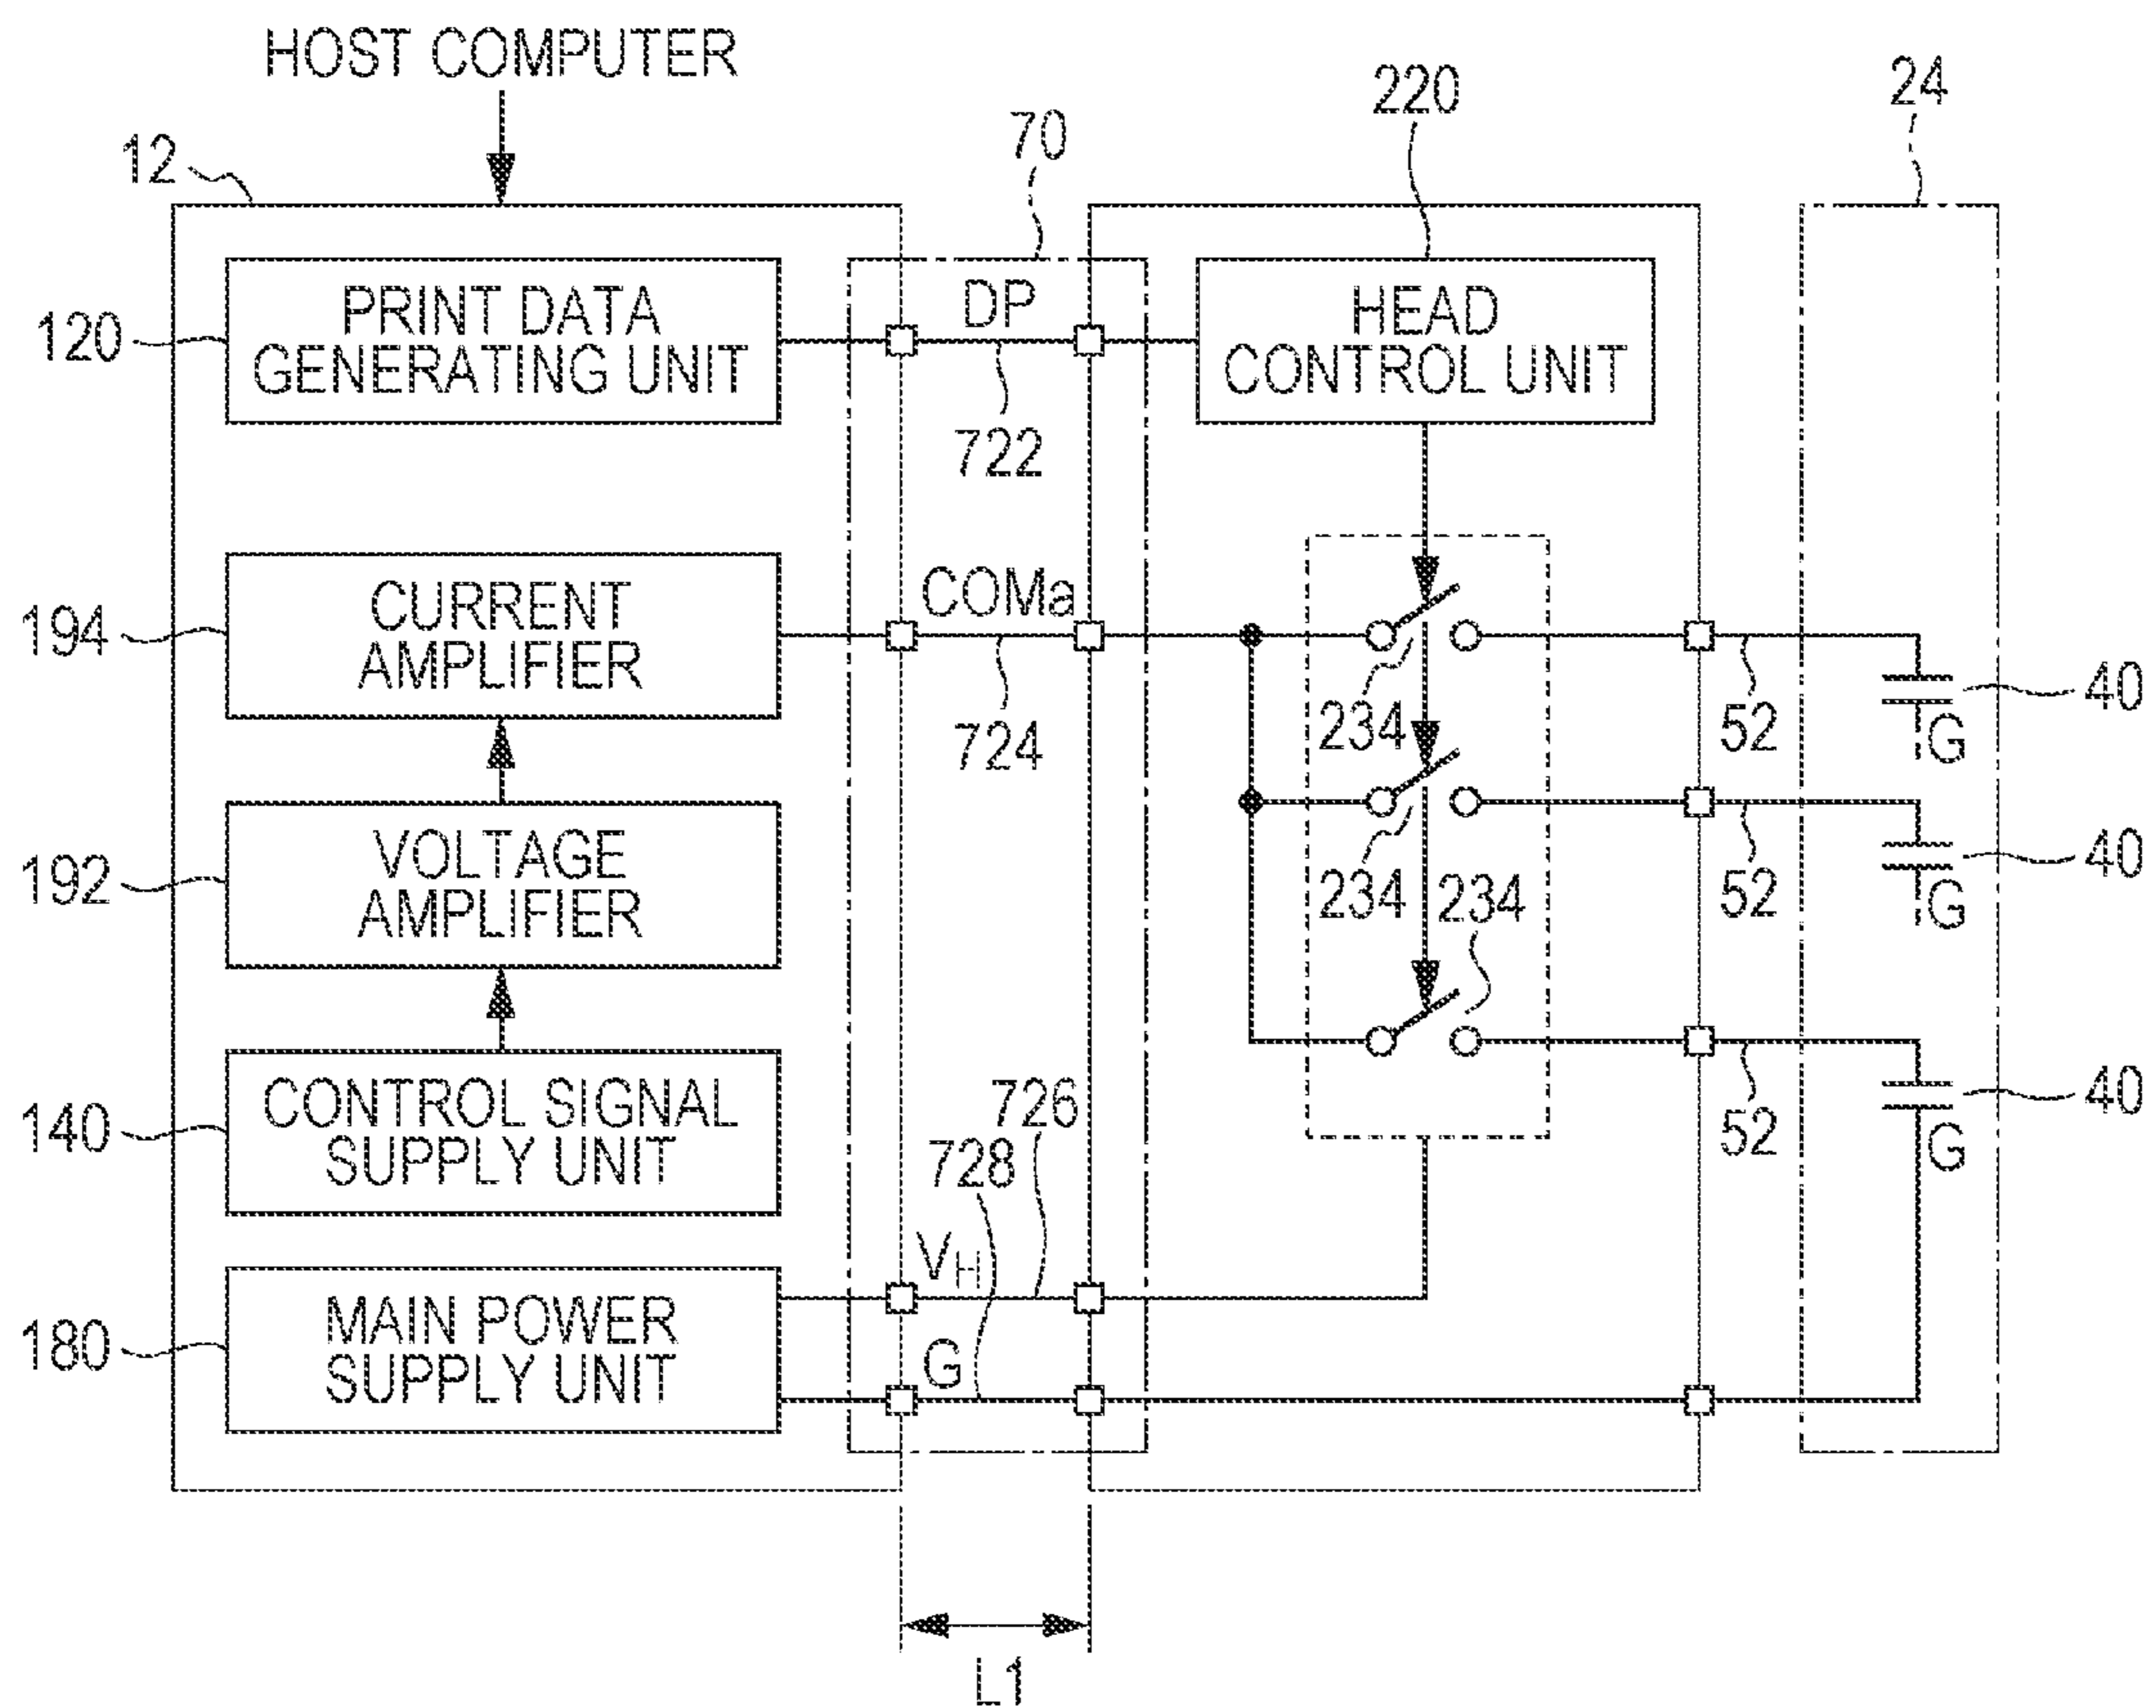 HOST COMPUTER
12
70
220
24
120
PRINT DATA
GENERATING UNIT
DP
722
HEAD
CONTROL UNIT
194
CURRENT
AMPLIFIER
COMa
724
234
52
40
G
192
VOLTAGE
AMPLIFIER
234
234
52
40
G
140
CONTROL SIGNAL
SUPPLY UNIT
726
728
52
40
G
180
MAIN POWER
SUPPLY UNIT
VH
G
L1